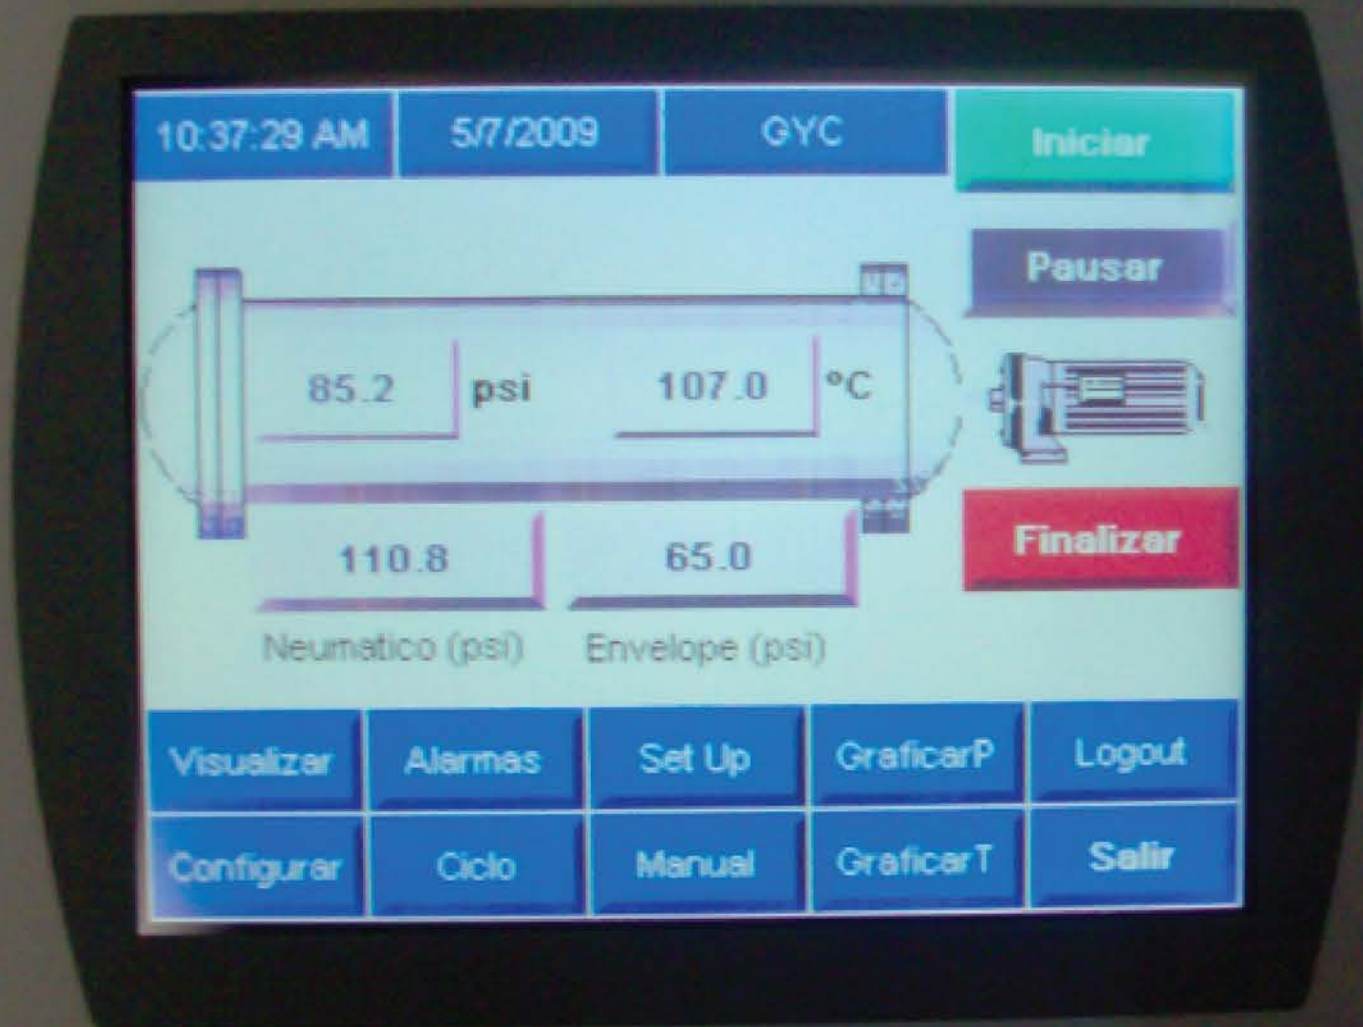 10:37:29 AM
5/7/2009
GYC
Iniciar
Pausar
85.2 psi
107.0 °C
Finalizar
110.8
65.0
Neumatico (psi)
Envelope (psi)
Visualizar
Alarmas
Set Up
GraficarP
Logout
Configurar
Ciclo
Manual
GraficarT
Salir